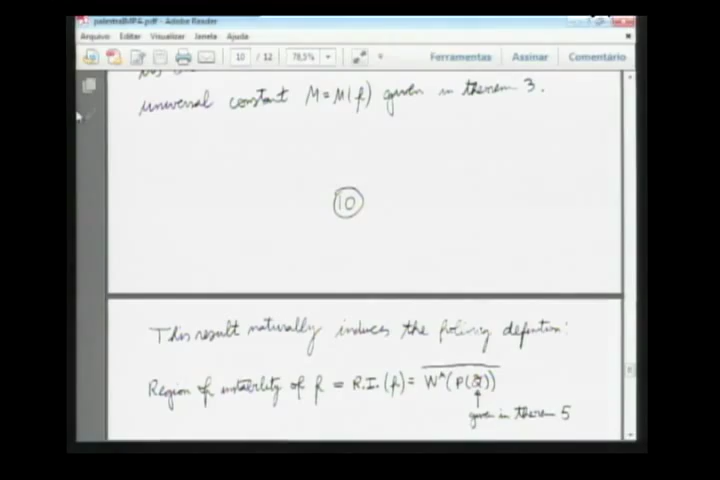 palestraIMPA.pdf - Adobe Reader
Arquivo Editar Visualizar Janela Ajuda
10 / 12 78,5% Ferramentas Assinar Comentário
universal constant M = M(f) given in theorem 3.
10
This result naturally induces the definition:
Region of instability of f = R.I.(f) =
given in theorem 5